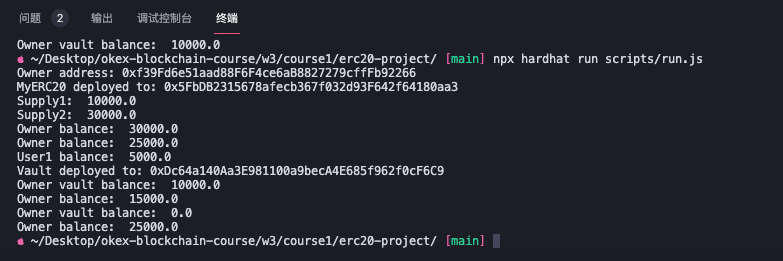 问题 2 输出 调试控制台 终端
Owner vault balance:  10000.0
~/Desktop/okex-blockchain-course/w3/course1/erc20-project/ [main] npx hardhat run scripts/run.js
Owner address: 0xf39Fd6e51aad88F6F4ce6aB8827279cffFb92266
MyERC20 deployed to: 0x5FbDB2315678afecb367f032d93F642f64180aa3
Supply1:  10000.0
Supply2:  30000.0
Owner balance:  30000.0
Owner balance:  25000.0
User1 balance:  5000.0
Vault deployed to: 0xDc64a140Aa3E981100a9becA4E685f962f0cF6C9
Owner vault balance:  10000.0
Owner balance:  15000.0
Owner vault balance:  0.0
Owner balance:  25000.0
~/Desktop/okex-blockchain-course/w3/course1/erc20-project/ [main]